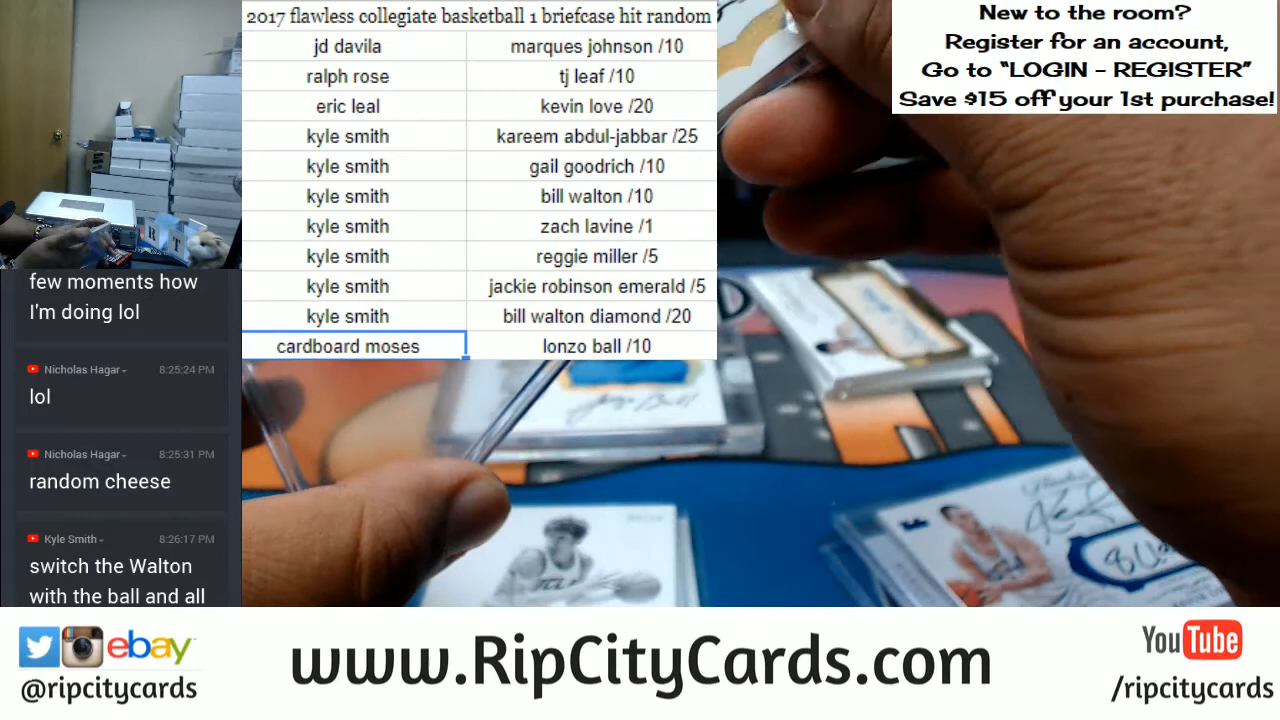 2017 flawless collegiate basketball 1 briefcase hit random
jd davila marques johnson /10
ralph rose tj leaf /10
eric leal kevin love /20
kyle smith kareem abdul-jabbar /25
kyle smith gail goodrich /10
kyle smith bill walton /10
kyle smith zach lavine /1
kyle smith reggie miller /5
kyle smith jackie robinson emerald /5
kyle smith bill walton diamond /20
cardboard moses lonzo ball /10
New to the room?
Register for an account,
Go to “LOGIN - REGISTER”
Save $15 off your 1st purchase!
R T
few moments how
I'm doing lol
Nicholas Hagar 8:25:24 PM
lol
Nicholas Hagar 8:25:31 PM
random cheese
Kyle Smith 8:26:17 PM
switch the Walton
with the ball and all
UCLA
ebay
@ripcitycards
www.RipCityCards.com
YouTube
/ripcitycards